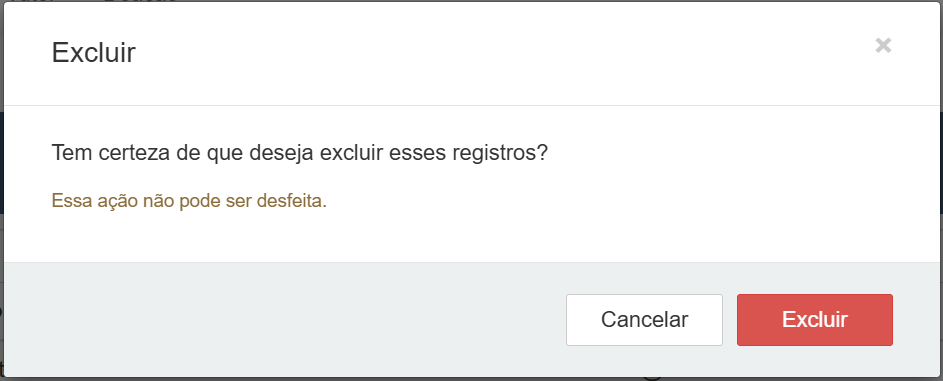 Excluir
Tem certeza de que deseja excluir esses registros?
Essa ação não pode ser desfeita.
Cancelar
Excluir